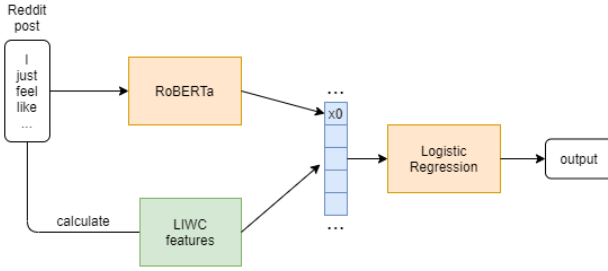 Reddit
post
I
just
feel
like
...
RoBERTa
...
x0
Logistic
Regression
output
calculate
LIWC
features
...